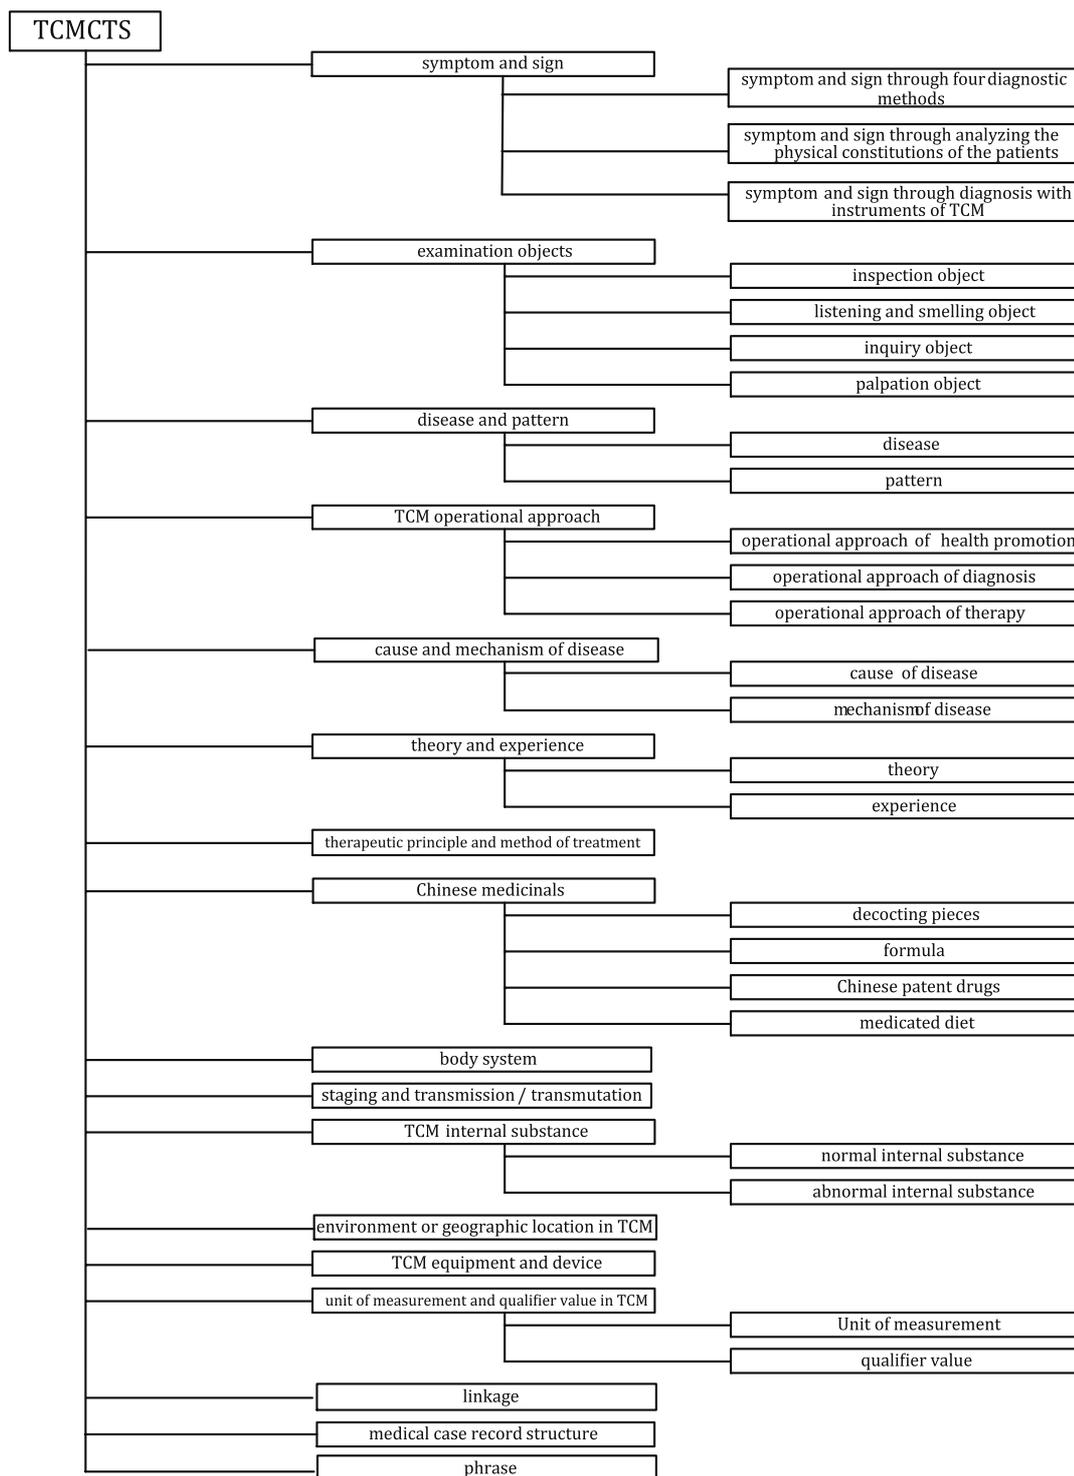 TCMCTS
symptom and sign
symptom and sign through four diagnostic
methods
symptom and sign through analyzing the
physical constitutions of the patients
symptom and sign through diagnosis with
instruments of TCM
examination objects
inspection object
listening and smelling object
inquiry object
palpation object
disease and pattern
disease
pattern
TCM operational approach
operational approach of health promotion
operational approach of diagnosis
operational approach of therapy
cause and mechanism of disease
cause of disease
mechanism of disease
theory and experience
theory
experience
therapeutic principle and method of treatment
Chinese medicinals
decocting pieces
formula
Chinese patent drugs
medicated diet
body system
staging and transmission / transmutation
TCM internal substance
normal internal substance
abnormal internal substance
environment or geographic location in TCM
TCM equipment and device
unit of measurement and qualifier value in TCM
Unit of measurement
qualifier value
linkage
medical case record structure
phrase